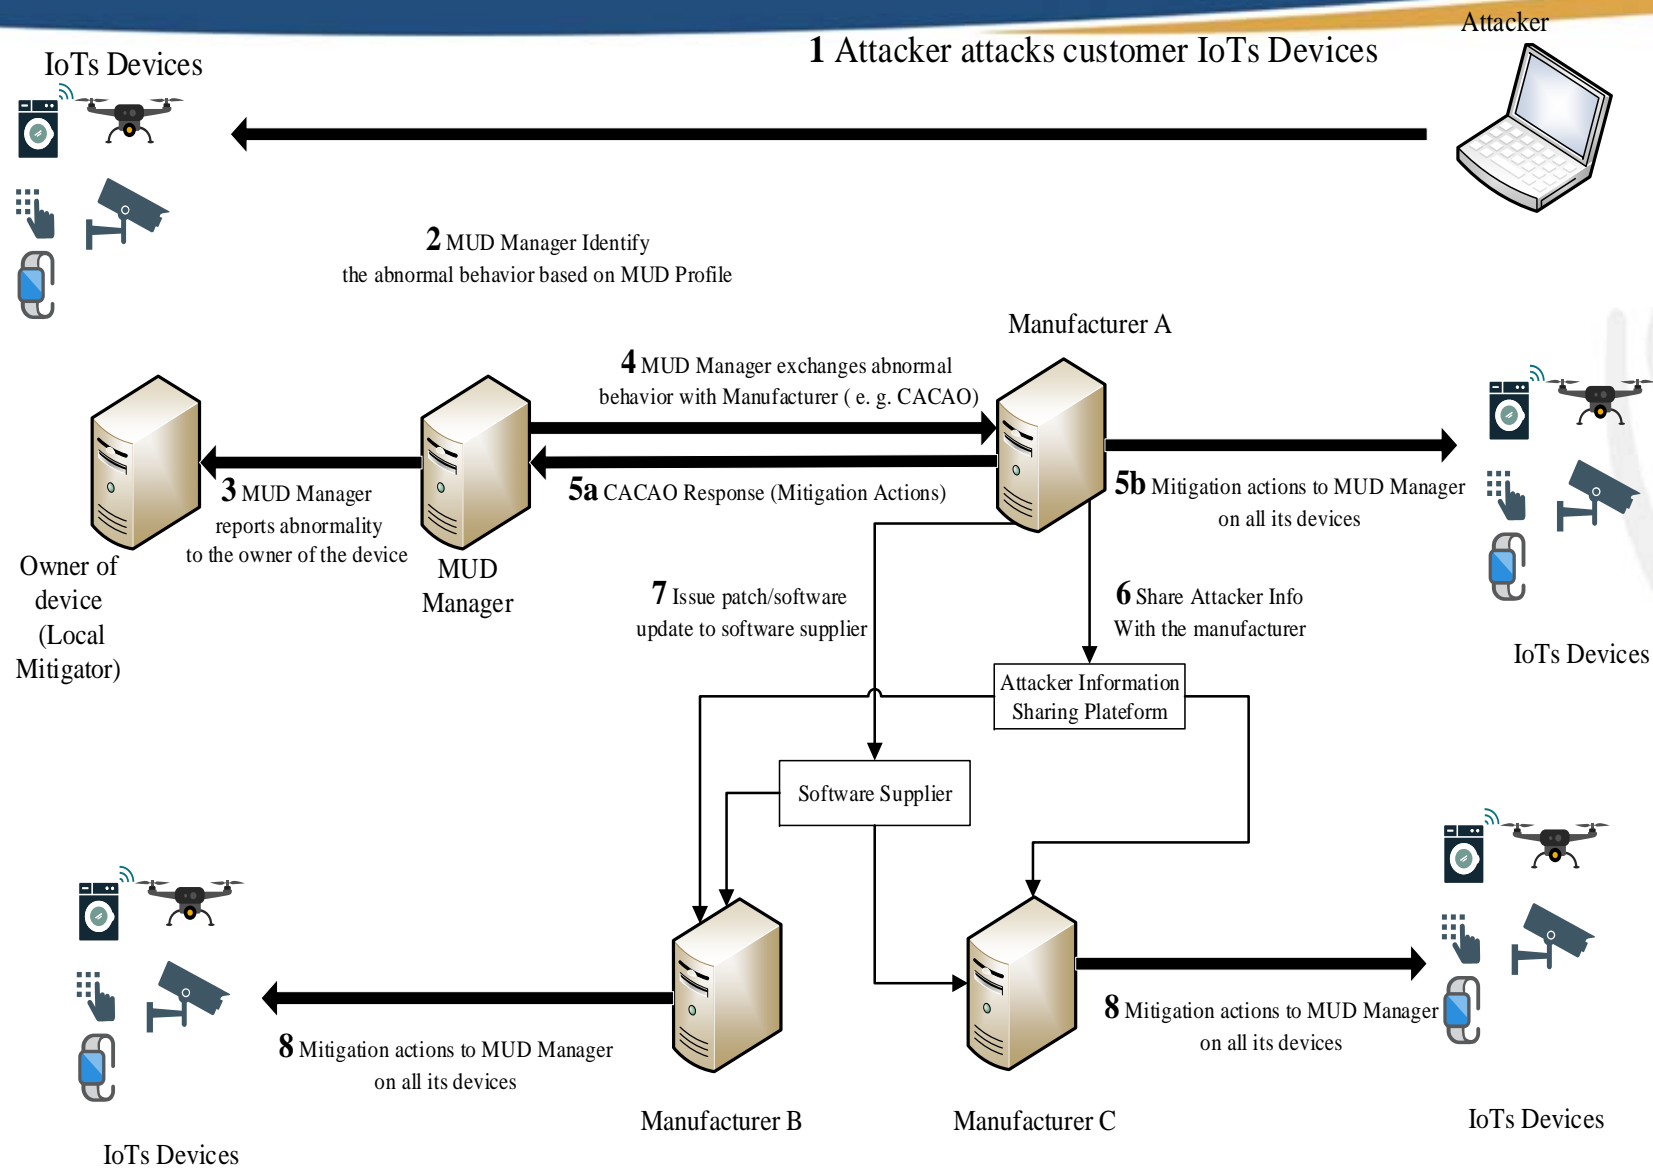 Attacker
1 Attacker attacks customer IoTs Devices
IoTs Devices
2 MUD Manager Identify
the abnormal behavior based on MUD Profile
Manufacturer A
4 MUD Manager exchanges abnormal
behavior with Manufacturer ( e. g. CACAO)
3 MUD Manager
reports abnormality
to the owner of the device
5a CACAO Response (Mitigation Actions)
5b Mitigation actions to MUD Manager
on all its devices
Owner of
device
(Local
Mitigator)
MUD
Manager
7 Issue patch/software
update to software supplier
6 Share Attacker Info
With the manufacturer
IoTs Devices
Attacker Information
Sharing Plateform
Software Supplier
8 Mitigation actions to MUD Manager
on all its devices
8 Mitigation actions to MUD Manager
on all its devices
Manufacturer B
Manufacturer C
IoTs Devices
IoTs Devices